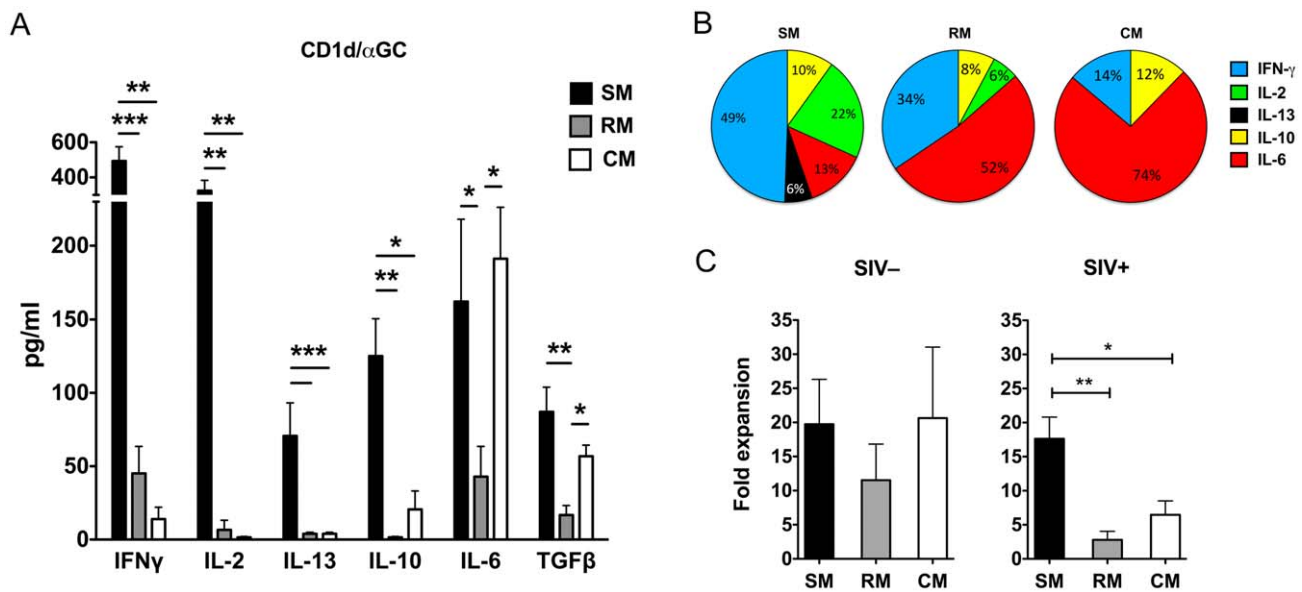 A
CD1d/αGC
SM
RM
CM
**
***
**
**
***
*
**
*
*
**
*
600
400
200
150
100
50
0
pg/ml
IFNγ IL-2 IL-13 IL-10 IL-6 TGFβ
B
SM RM CM
10%
22%
13%
6%
49%
8%
6%
52%
34%
12%
74%
14%
IFN-γ
IL-2
IL-13
IL-10
IL-6
C
SIV– SIV+
Fold expansion
35
30
25
20
15
10
5
0
SM RM CM
35
30
25
20
15
10
5
0
*
**
SM RM CM